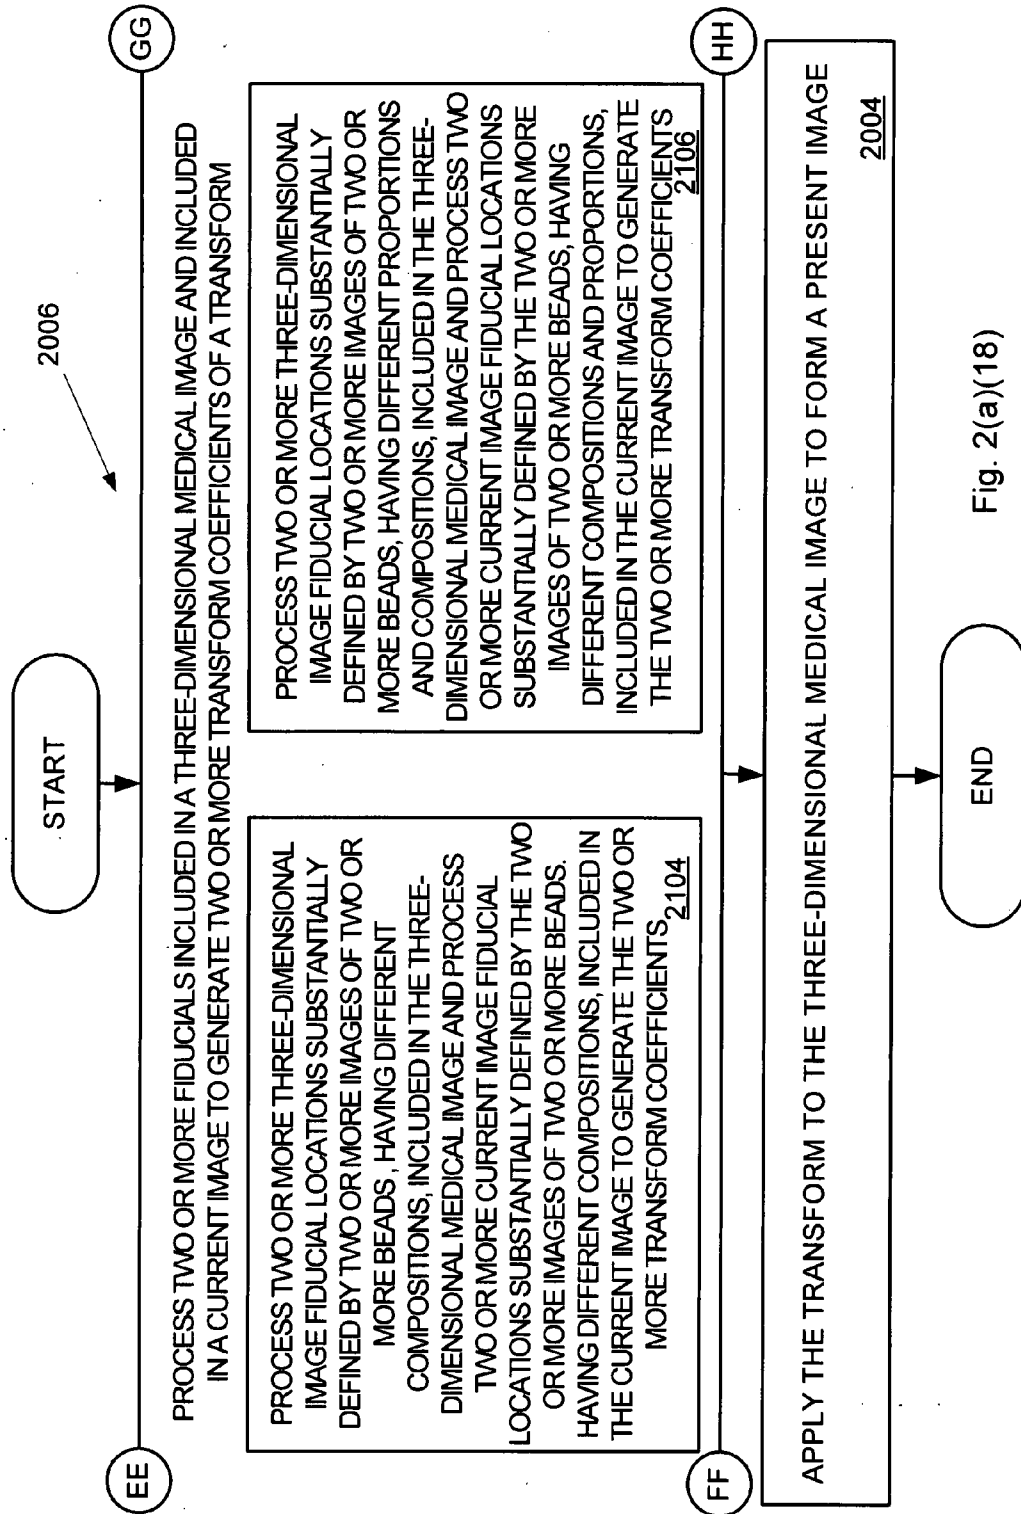 2006
START
EE
GG
PROCESS TWO OR MORE FIDUCIALS INCLUDED IN A THREE-DIMENSIONAL MEDICAL IMAGE AND INCLUDED
IN A CURRENT IMAGE TO GENERATE TWO OR MORE TRANSFORM COEFFICIENTS OF A TRANSFORM
PROCESS TWO OR MORE THREE-DIMENSIONAL
IMAGE FIDUCIAL LOCATIONS SUBSTANTIALLY
DEFINED BY TWO OR MORE IMAGES OF TWO OR
MORE BEADS , HAVING DIFFERENT
COMPOSITIONS, INCLUDED IN THE THREE-
DIMENSIONAL MEDICAL IMAGE AND PROCESS
TWO OR MORE CURRENT IMAGE FIDUCIAL
LOCATIONS SUBSTANTIALLY DEFINED BY THE TWO
OR MORE IMAGES OF TWO OR MORE BEADS.
HAVING DIFFERENT COMPOSITIONS, INCLUDED IN
THE CURRENT IMAGE TO GENERATE THE TWO OR
MORE TRANSFORM COEFFICIENTS
2104
PROCESS TWO OR MORE THREE-DIMENSIONAL
IMAGE FIDUCIAL LOCATIONS SUBSTANTIALLY
DEFINED BY TWO OR MORE IMAGES OF TWO OR
MORE BEADS, HAVING DIFFERENT PROPORTIONS
AND COMPOSITIONS, INCLUDED IN THE THREE-
DIMENSIONAL MEDICAL IMAGE AND PROCESS TWO
OR MORE CURRENT IMAGE FIDUCIAL LOCATIONS
SUBSTANTIALLY DEFINED BY THE TWO OR MORE
IMAGES OF TWO OR MORE BEADS, HAVING
DIFFERENT COMPOSITIONS AND PROPORTIONS,
INCLUDED IN THE CURRENT IMAGE TO GENERATE
THE TWO OR MORE TRANSFORM COEFFICIENTS
2106
FF
HH
APPLY THE TRANSFORM TO THE THREE-DIMENSIONAL MEDICAL IMAGE TO FORM A PRESENT IMAGE
2004
END
Fig. 2(a)(18)